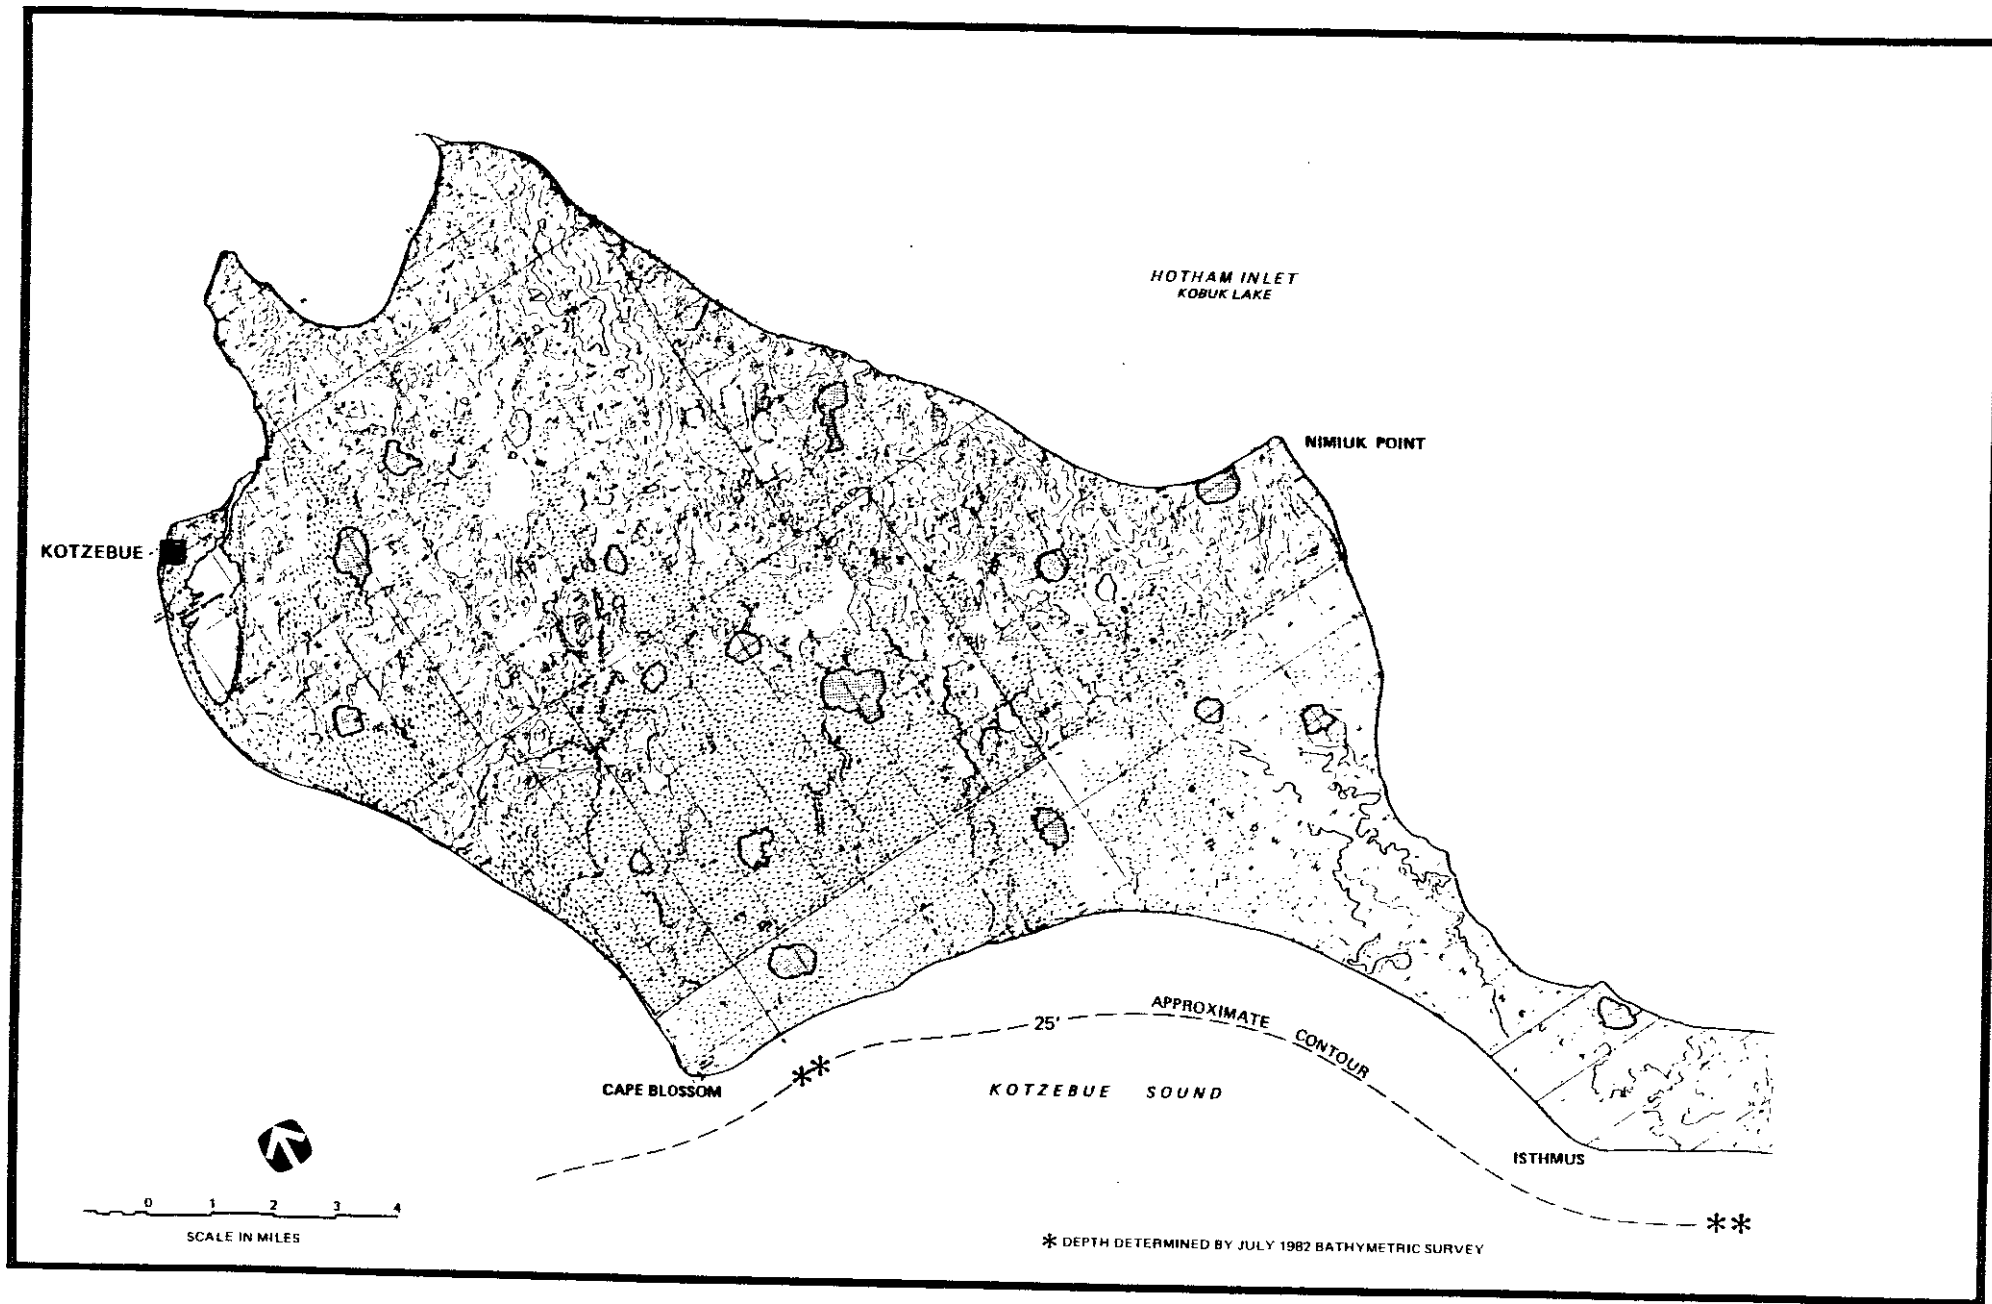 HOTHAM INLET
KOBUK LAKE
NIMIUK POINT
KOTZEBUE
25'
APPROXIMATE CONTOUR
CAPE BLOSSOM
KOTZEBUE SOUND
ISTHMUS
0 1 2 3 4
SCALE IN MILES
* DEPTH DETERMINED BY JULY 1982 BATHYMETRIC SURVEY